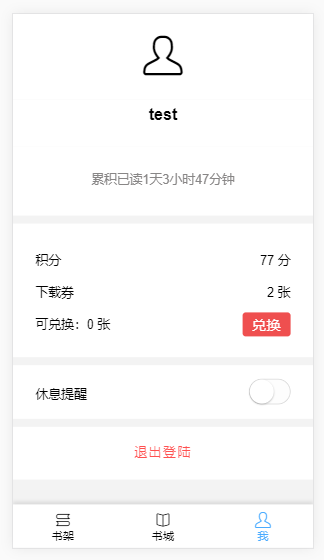 test
累积已读1天3小时47分钟
积分 77 分
下载券 2 张
可兑换：0 张 兑换
休息提醒
退出登陆
书架 书城 我